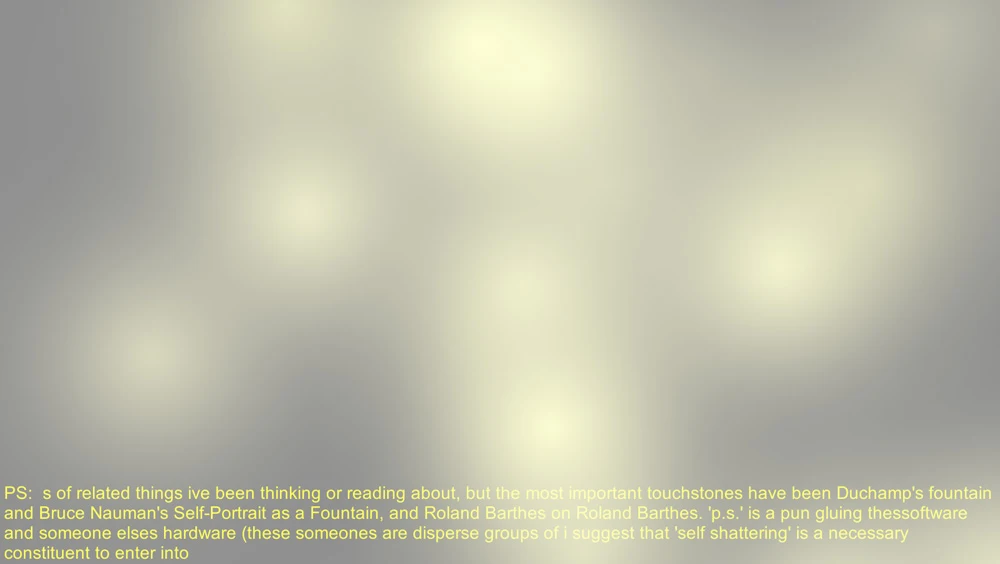 PS:  s of related things ive been thinking or reading about, but the most important touchstones have been Duchamp's fountain
and Bruce Nauman's Self-Portrait as a Fountain, and Roland Barthes on Roland Barthes. 'p.s.' is a pun gluing thessoftware
and someone elses hardware (these someones are disperse groups of i suggest that 'self shattering' is a necessary
constituent to enter into